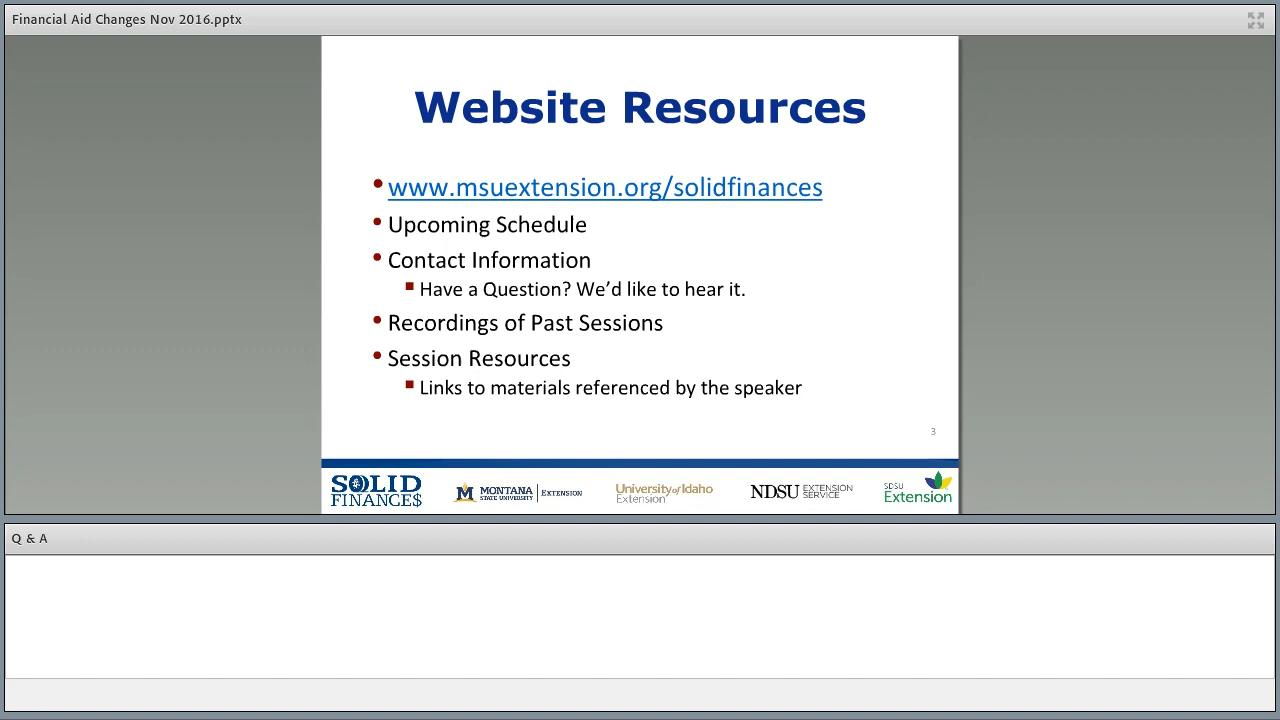 Financial Aid Changes Nov 2016.pptx
Website Resources
• www.msuextension.org/solidfinances
• Upcoming Schedule
• Contact Information
▪ Have a Question? We’d like to hear it.
• Recordings of Past Sessions
• Session Resources
▪ Links to materials referenced by the speaker
3
SOLID
FINANCE$
M MONTANA
STATE UNIVERSITY
EXTENSION
University of Idaho
Extension
NDSU EXTENSION
SERVICE
SDSU
Extension
Q & A